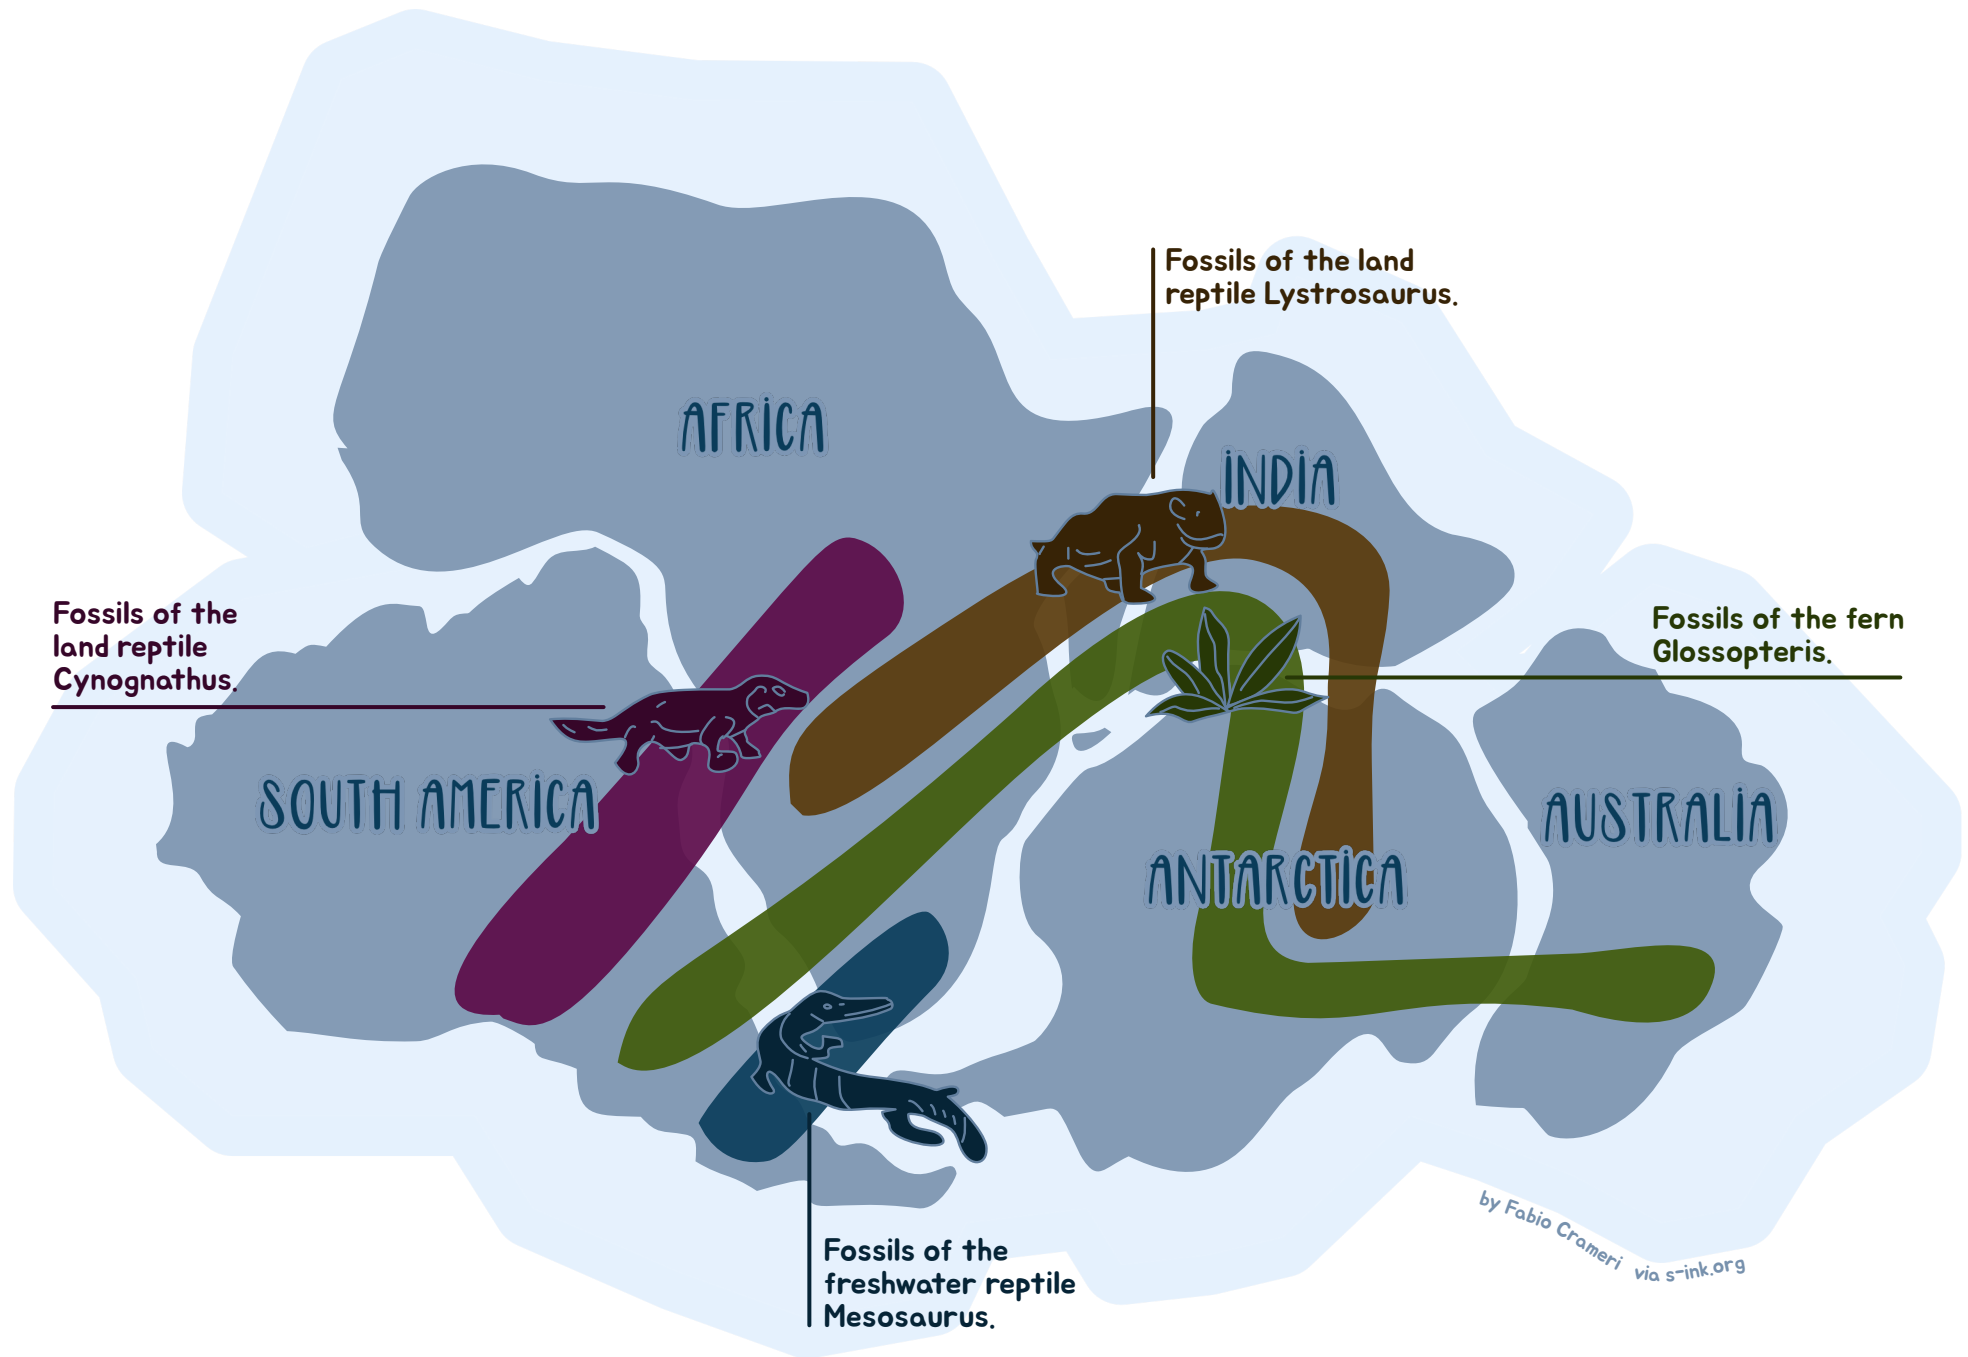 Fossils of the land
reptile Lystrosaurus.
AFRICA
INDIA
Fossils of the
land reptile
Cynognathus.
Fossils of the fern
Glossopteris.
SOUTH AMERICA
AUSTRALIA
ANTARCTICA
Fossils of the
freshwater reptile
Mesosaurus.
by Fabio Crameri via s-ink.org